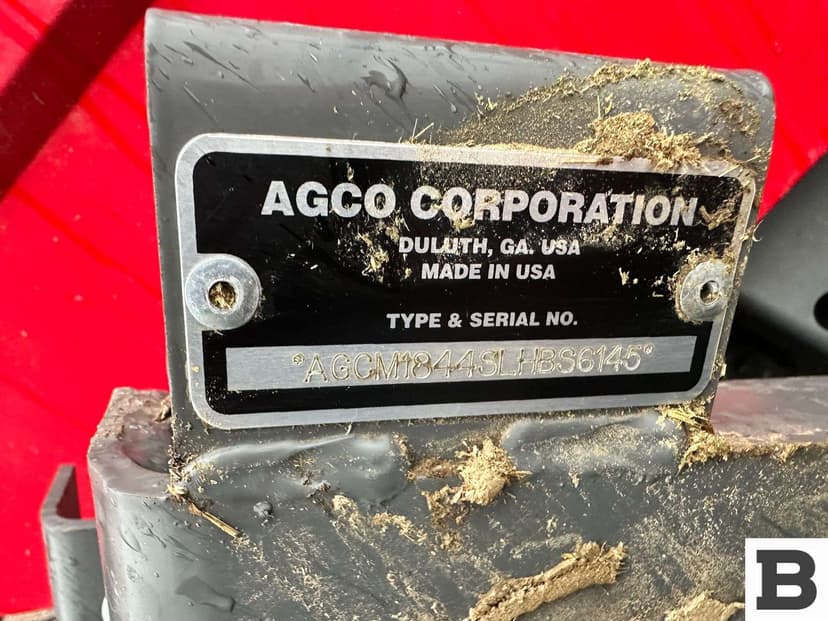 AGCO CORPORATION
DULUTH, GA. USA
MADE IN USA
TYPE & SERIAL NO.
*AGCM1844SLHBS6145*
B